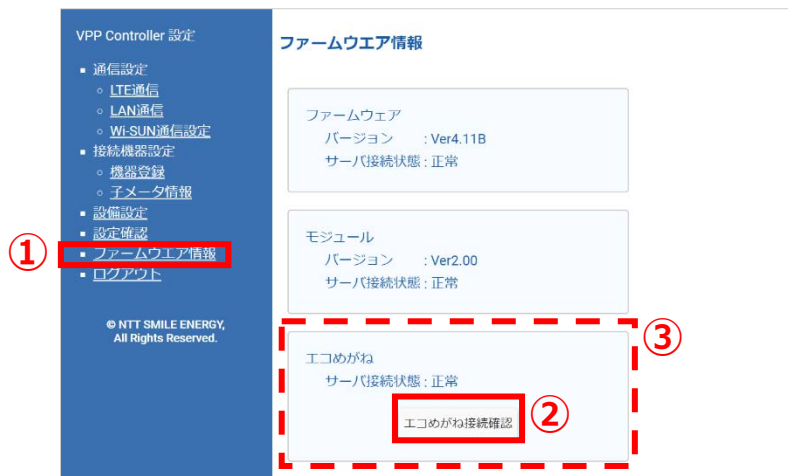 VPP Controller 設定
▪ 通信設定
◦ LTE通信
◦ LAN通信
◦ Wi-SUN通信設定
▪ 接続機器設定
◦ 機器登録
◦ 子メータ情報
▪ 設備設定
▪ 設定確認
① ▪ ファームウエア情報
▪ ログアウト
© NTT SMILE ENERGY,
All Rights Reserved.
ファームウエア情報
ファームウェア
バージョン : Ver4.11B
サーバ接続状態 : 正常
モジュール
バージョン : Ver2.00
サーバ接続状態 : 正常
③
エコめがね
サーバ接続状態 : 正常
エコめがね接続確認 ②